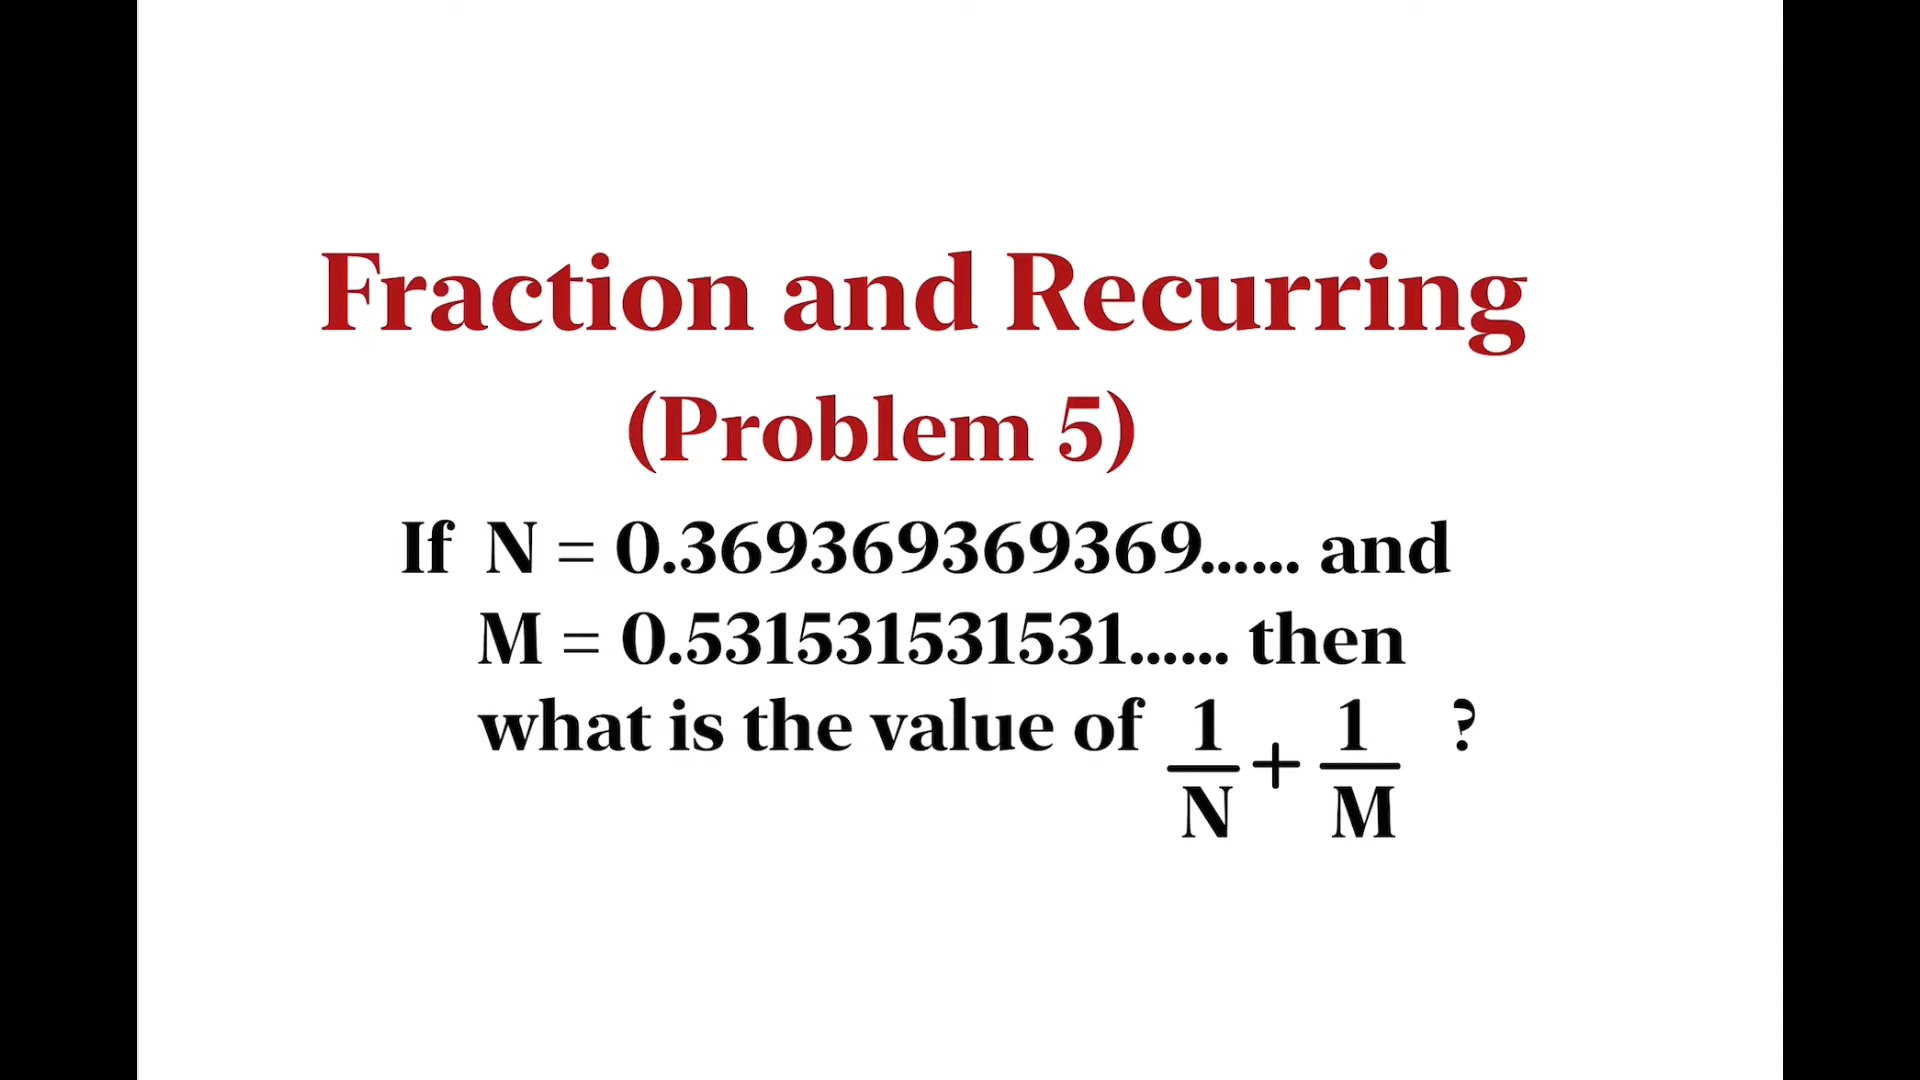 Fraction and Recurring
(Problem 5)
If N = 0.369369369369...... and
M = 0.531531531531...... then
what is the value of 1/N + 1/M ?